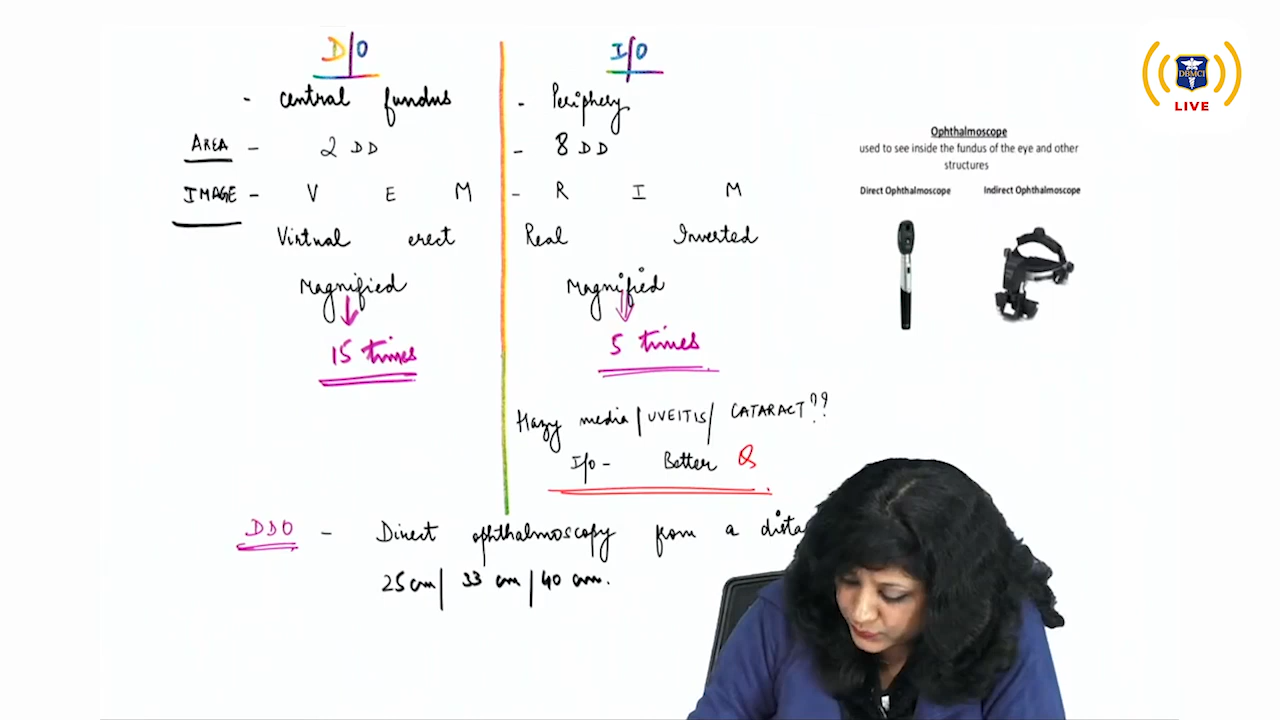 D/O
I/O
- Central fundus
- Periphery
AREA - 2 DD
- 8 DD
IMAGE - V E M
- R I M
Virtual erect
Real Inverted
Magnified
Magnified
15 times
5 times
Hazy media / UVEITIS / CATARACT??
I/O - Better Q
DDO - Direct ophthalmoscopy from a dista
25 cm / 33 cm / 40 cm.
Ophthalmoscope
used to see inside the fundus of the eye and other
structures
Direct Ophthalmoscope
Indirect Ophthalmoscope
DBMCI
LIVE